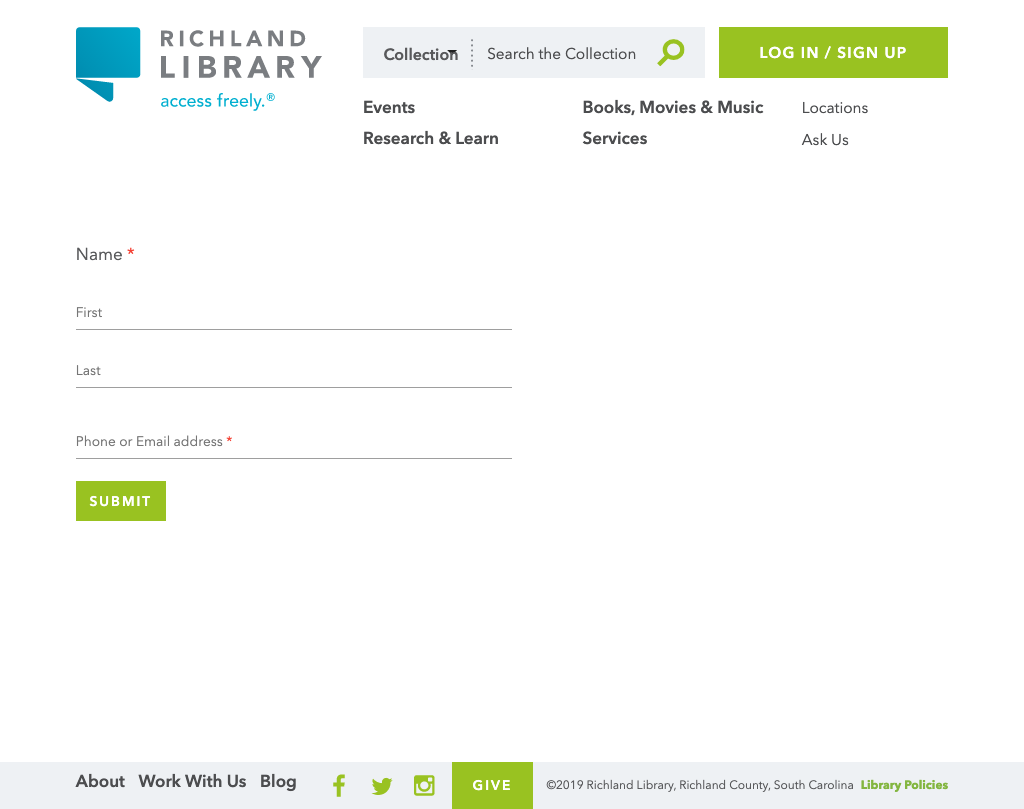 RICHLAND
LIBRARY
access freely.®
Collection
Search the Collection
LOG IN / SIGN UP
Events
Books, Movies & Music
Locations
Research & Learn
Services
Ask Us
Name *
First
Last
Phone or Email address *
SUBMIT
About Work With Us Blog
GIVE
©2019 Richland Library, Richland County, South Carolina Library Policies